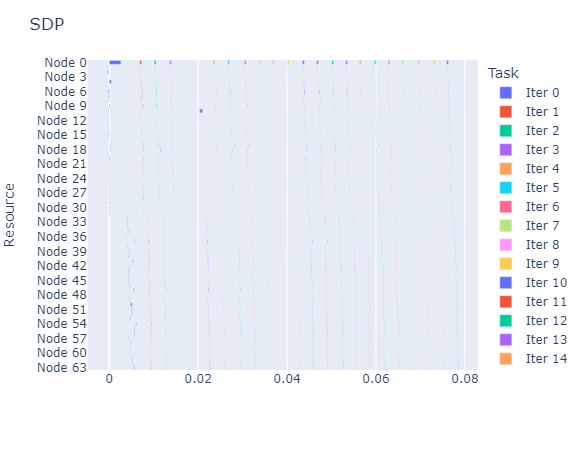 SDP
Task
Resource
Node 0
Node 3
Node 6
Node 9
Node 12
Node 15
Node 18
Node 21
Node 24
Node 27
Node 30
Node 33
Node 36
Node 39
Node 42
Node 45
Node 48
Node 51
Node 54
Node 57
Node 60
Node 63
0 0.02 0.04 0.06 0.08
Iter 0
Iter 1
Iter 2
Iter 3
Iter 4
Iter 5
Iter 6
Iter 7
Iter 8
Iter 9
Iter 10
Iter 11
Iter 12
Iter 13
Iter 14